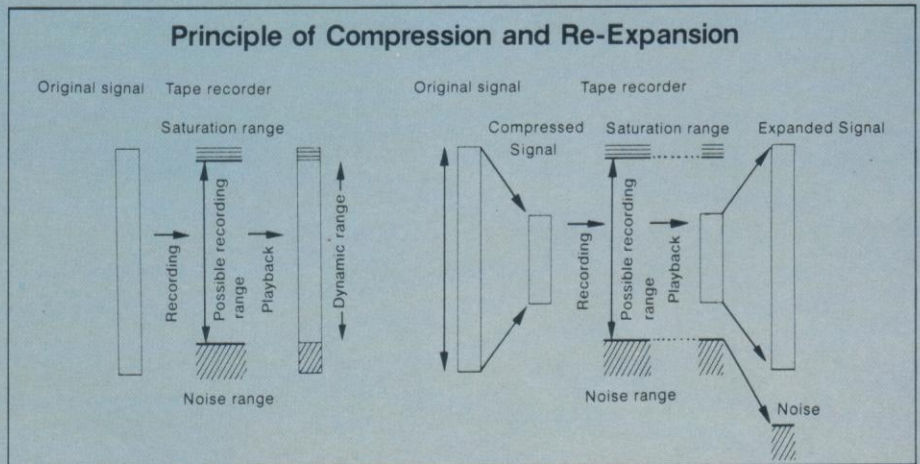 Principle of Compression and Re-Expansion
Original signal
Tape recorder
Saturation range
Recording
Possible recording
range
Playback
Dynamic range
Noise range
Original signal
Tape recorder
Compressed
Signal
Saturation range
Expanded Signal
Recording
Possible recording
range
Playback
Noise range
Noise